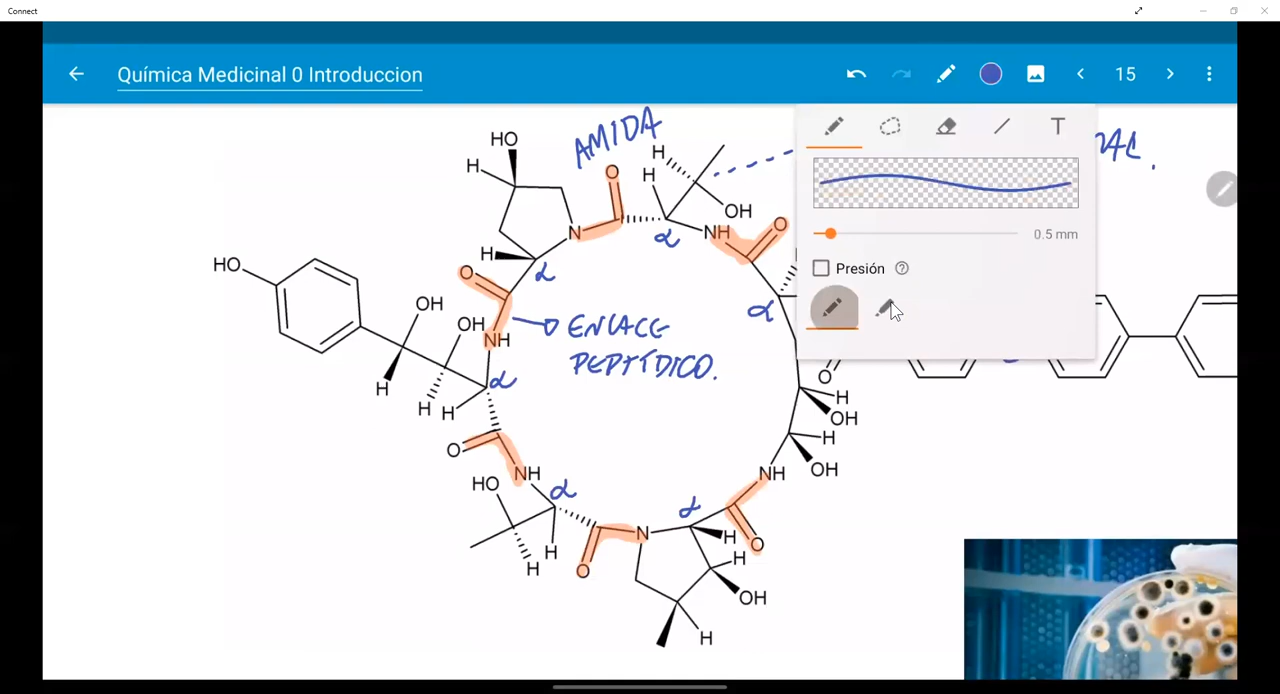 Connect
Química Medicinal 0 Introduccion
15
AMIDA
0.5 mm
Presión
ENLACE
PEPTÍDICO.
HO
H
O
H
H
OH
O
N
NH
α
H
α
HO
O
α
OH
OH
NH
α
H
H
H
O
H
OH
H
OH
O
NH
NH
HO
α
α
N
H
O
H
H
H
O
OH
H